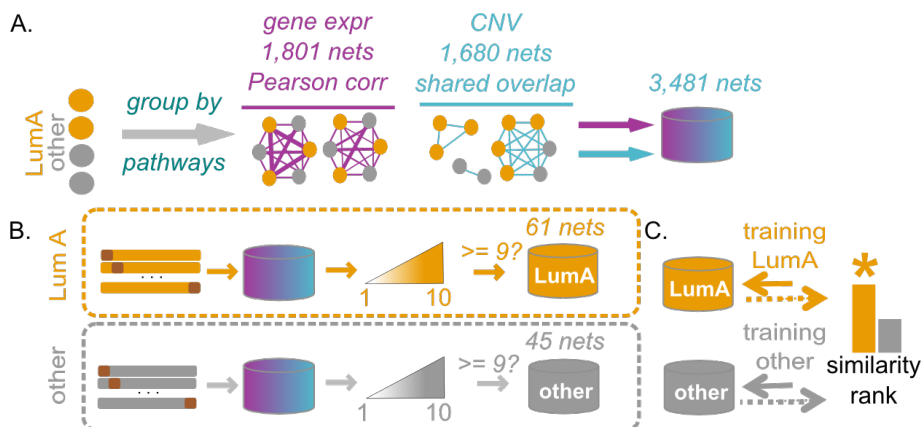 A.
gene expr
1,801 nets
Pearson corr
CNV
1,680 nets
shared overlap
3,481 nets
LumA
other
group by
pathways
B.
Lum A
. . .
1
10
>= 9?
61 nets
LumA
other
. . .
1
10
>= 9?
45 nets
other
C.
training
LumA
LumA
*
training
other
other
similarity
rank